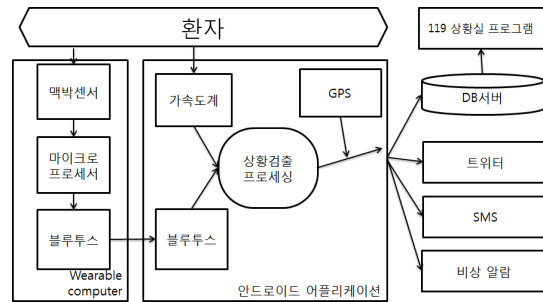 환자
119 상황실 프로그램
맥박센서
가속도계
GPS
DB서버
마이크로
프로세서
상황검출
프로세싱
트위터
블루투스
블루투스
SMS
Wearable
computer
안드로이드 어플리케이션
비상 알람